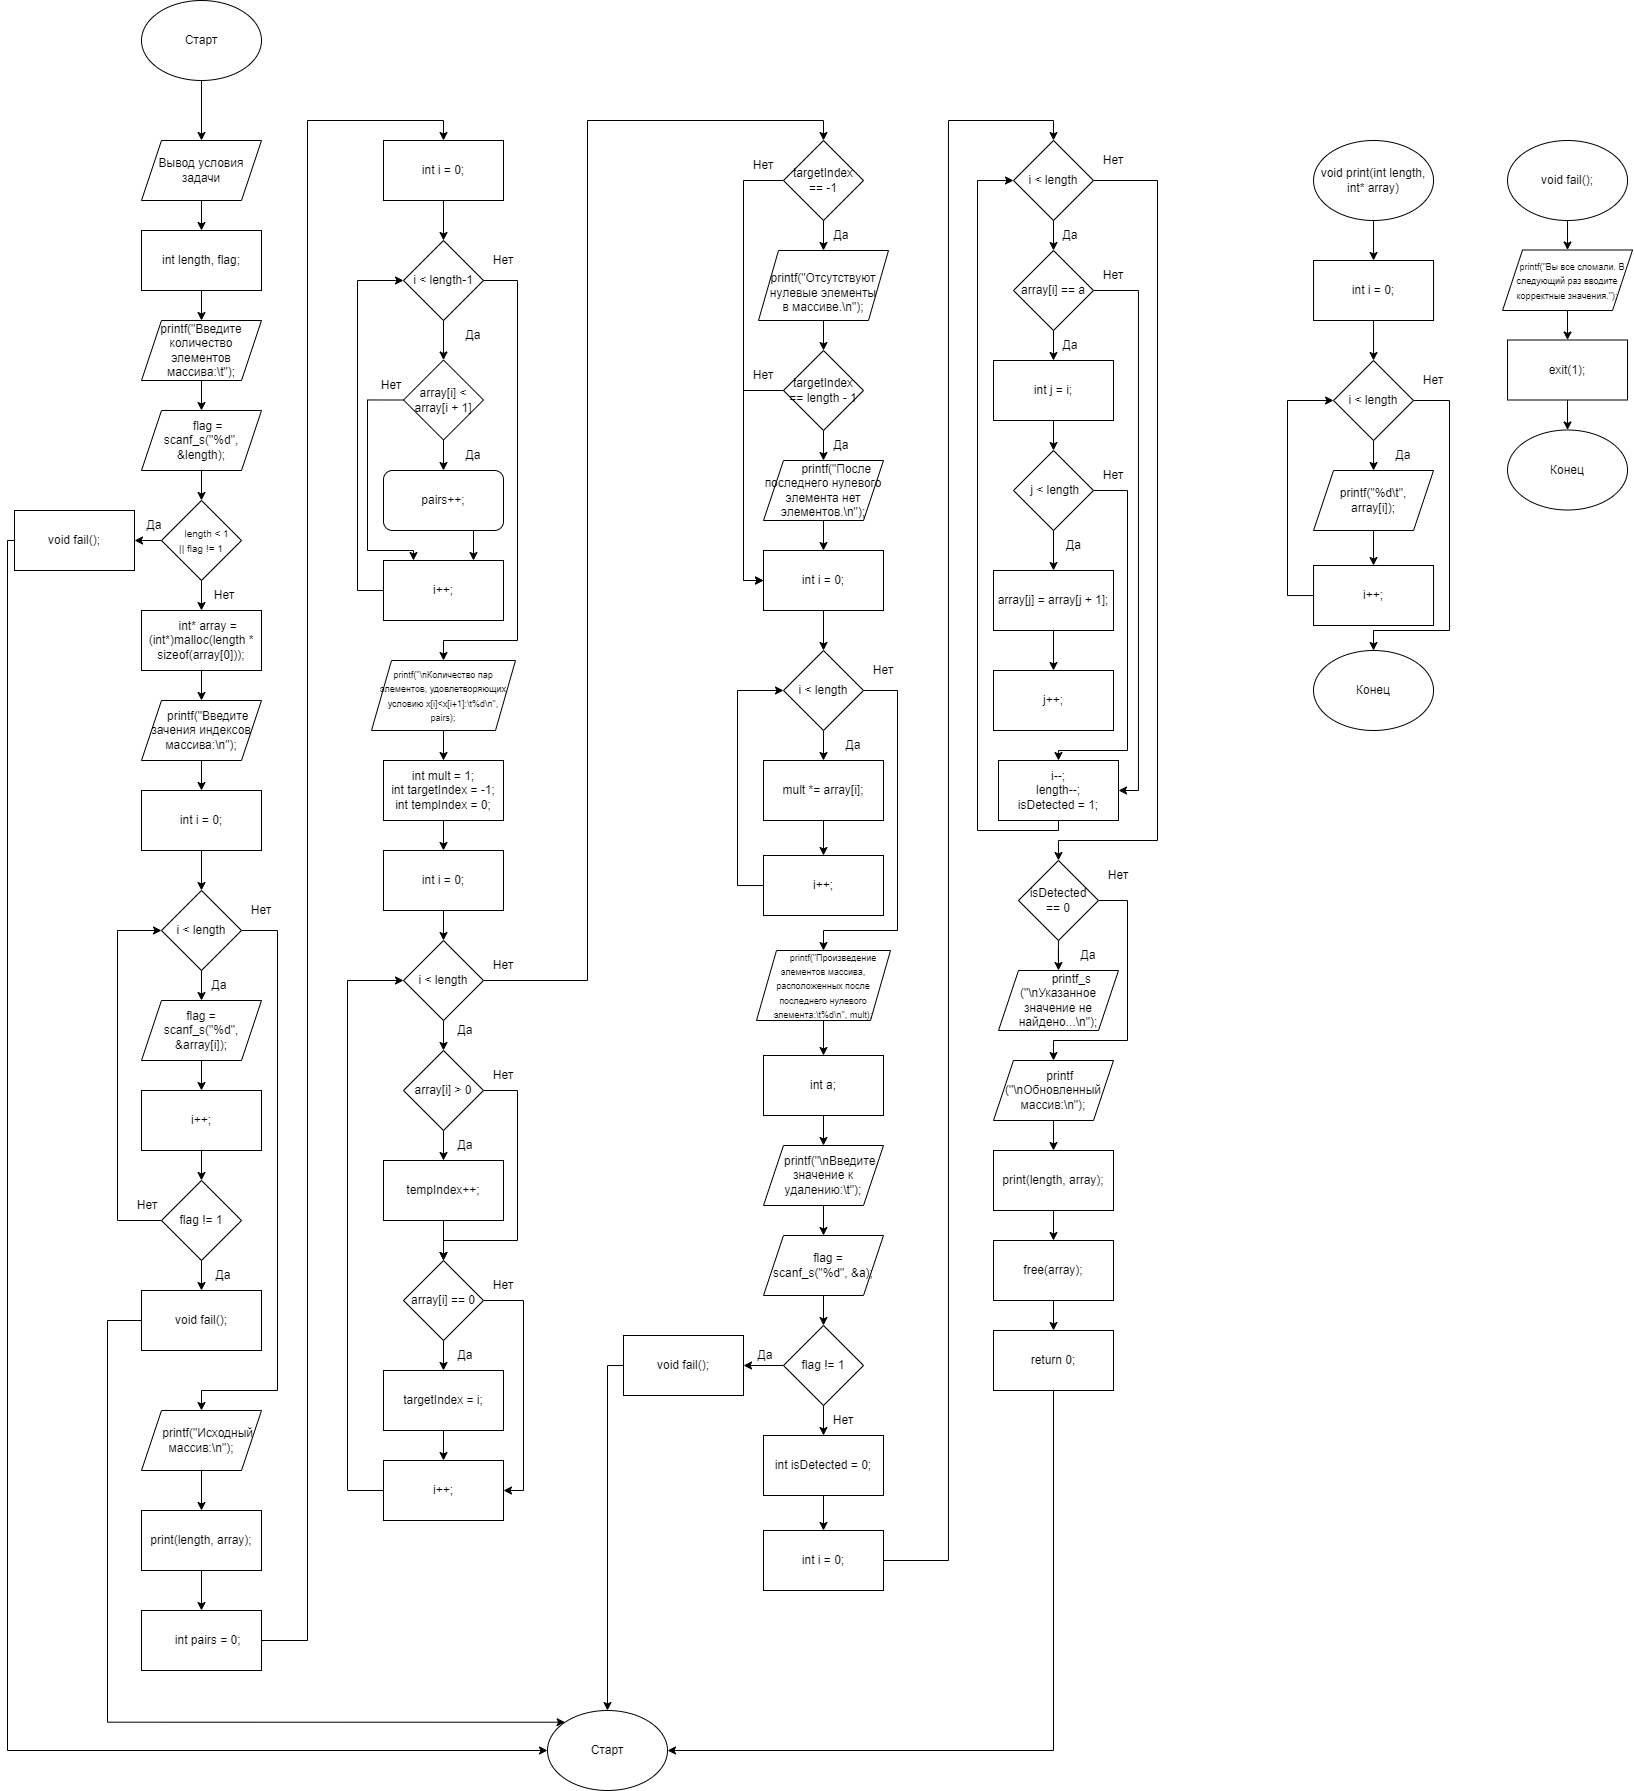 Старт
Вывод условия
задачи
int length, flag;
printf("Введите
количество
элементов
массива:\t");
flag =
scanf_s("%d",
&length);
length < 1
|| flag != 1
Да
void fail();
Нет
int* array =
(int*)malloc(length *
sizeof(array[0]));
printf("Введите
зачения индексов
массива:\n");
int i = 0;
i < length
Нет
Да
flag =
scanf_s("%d",
&array[i]);
i++;
flag != 1
Нет
Да
void fail();
printf("Исходный
массив:\n");
print(length, array);
int pairs = 0;
int i = 0;
i < length-1
Нет
Да
array[i] <
array[i + 1]
Нет
Да
pairs++;
i++;
printf("\nКоличество пар
элементов, удовлетворяющих
условию x[i]<x[i+1]:\t%d\n",
pairs);
int mult = 1;
int targetIndex = -1;
int tempIndex = 0;
int i = 0;
i < length
Нет
Да
array[i] > 0
Нет
Да
tempIndex++;
array[i] == 0
Нет
Да
targetIndex = i;
i++;
targetIndex
== -1
Нет
Да
printf("Отсутствуют
нулевые элементы
в массиве.\n");
targetIndex
== length - 1
Нет
Да
printf("После
последнего нулевого
элемента нет
элементов.\n");
int i = 0;
i < length
Нет
Да
mult *= array[i];
i++;
printf("Произведение
элементов массива,
расположенных после
последнего нулевого
элемента:\t%d\n", mult);
int a;
printf("\nВведите
значение к
удалению:\t");
flag =
scanf_s("%d", &a);
flag != 1
Да
void fail();
Нет
int isDetected = 0;
int i = 0;
i < length
Нет
Да
array[i] == a
Нет
Да
int j = i;
j < length
Нет
Да
array[j] = array[j + 1];
j++;
i--;
length--;
isDetected = 1;
isDetected
== 0
Нет
Да
printf_s
("\nУказанное
значение не
найдено...\n");
printf
("\nОбновленный
массив:\n");
print(length, array);
free(array);
return 0;
Старт
void print(int length,
int* array)
int i = 0;
i < length
Нет
Да
printf("%d\t",
array[i]);
i++;
Конец
void fail();
printf("Вы все сломали. В
следующий раз вводите
корректные значения.");
exit(1);
Конец